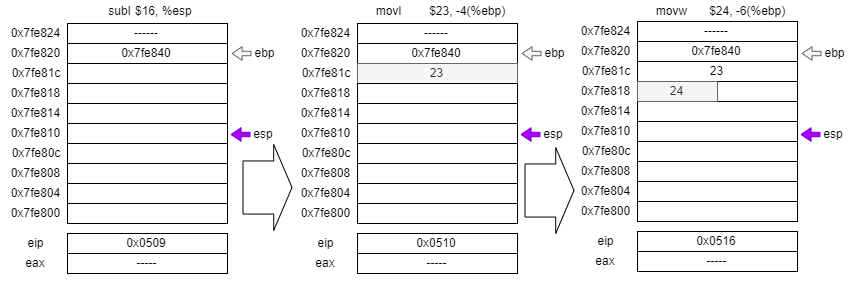 subl $16, %esp
0x7fe824 ------
0x7fe820 0x7fe840 ebp
0x7fe81c
0x7fe818
0x7fe814
0x7fe810 esp
0x7fe80c
0x7fe808
0x7fe804
0x7fe800
eip 0x0509
eax -----
movl $23, -4(%ebp)
0x7fe824 ------
0x7fe820 0x7fe840 ebp
0x7fe81c 23
0x7fe818
0x7fe814
0x7fe810 esp
0x7fe80c
0x7fe808
0x7fe804
0x7fe800
eip 0x0510
eax -----
movw $24, -6(%ebp)
0x7fe824 ------
0x7fe820 0x7fe840 ebp
0x7fe81c 23
0x7fe818 24
0x7fe814
0x7fe810 esp
0x7fe80c
0x7fe808
0x7fe804
0x7fe800
eip 0x0516
eax -----